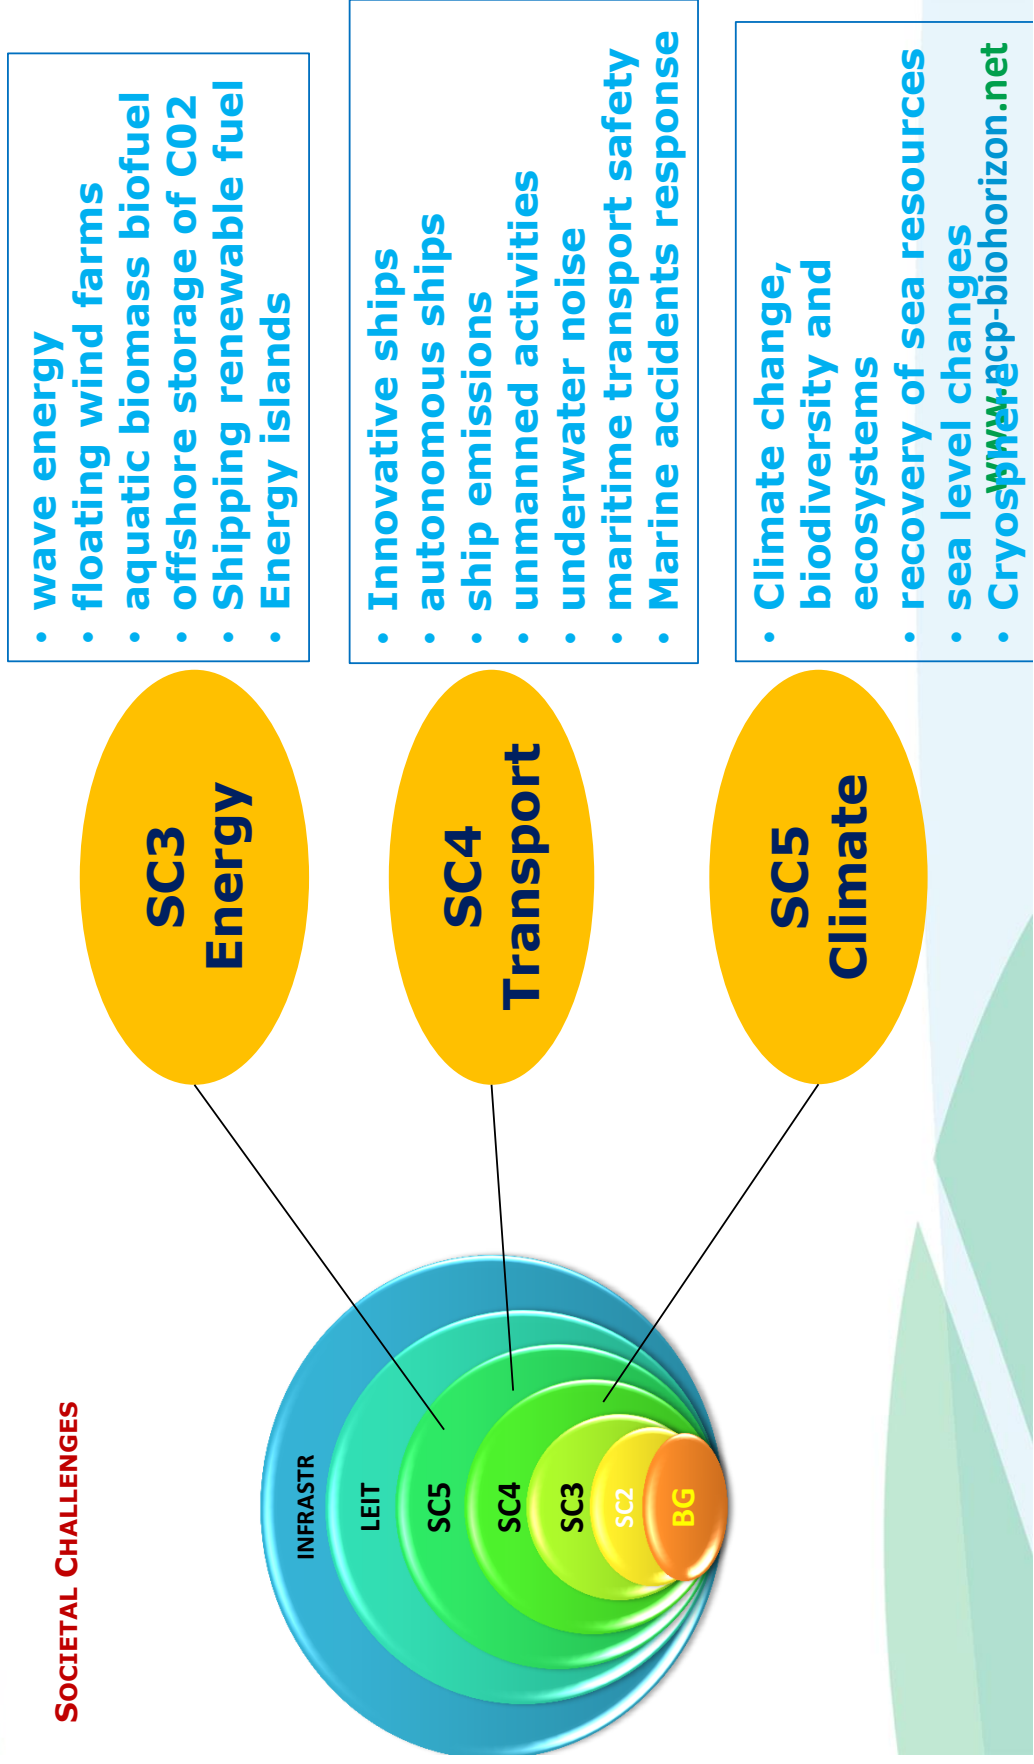 SOCIETAL CHALLENGES
INFRASTR
LEIT
SC5
SC4
SC3
SC2
BG
SC3
Energy
• wave energy
• floating wind farms
• aquatic biomass biofuel
• offshore storage of C02
• Shipping renewable fuel
• Energy islands
SC4
Transport
• Innovative ships
• autonomous ships
• ship emissions
• unmanned activities
• underwater noise
• maritime transport safety
• Marine accidents response
SC5
Climate
• Climate change,
biodiversity and
ecosystems
• recovery of sea resources
• sea level changes
• Cryosphere
www.ncp-biohorizon.net